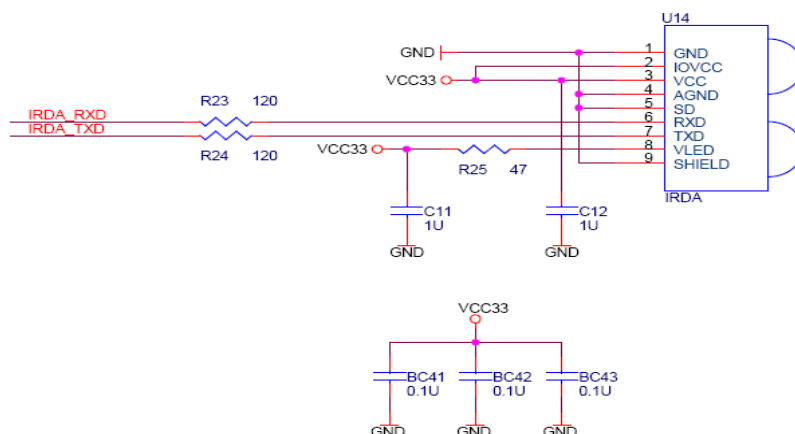 U14
GND 1 GND
2 IOVCC
VCC33 3 VCC
4 AGND
5 SD
IRDA_RXD R23 120 6 RXD
IRDA_TXD 7 TXD
R24 120 VCC33 8 VLED
R25 47 9 SHIELD
IRDA
C11 C12
1U 1U
GND GND
VCC33
BC41 BC42 BC43
0.1U 0.1U 0.1U
GND GND GND